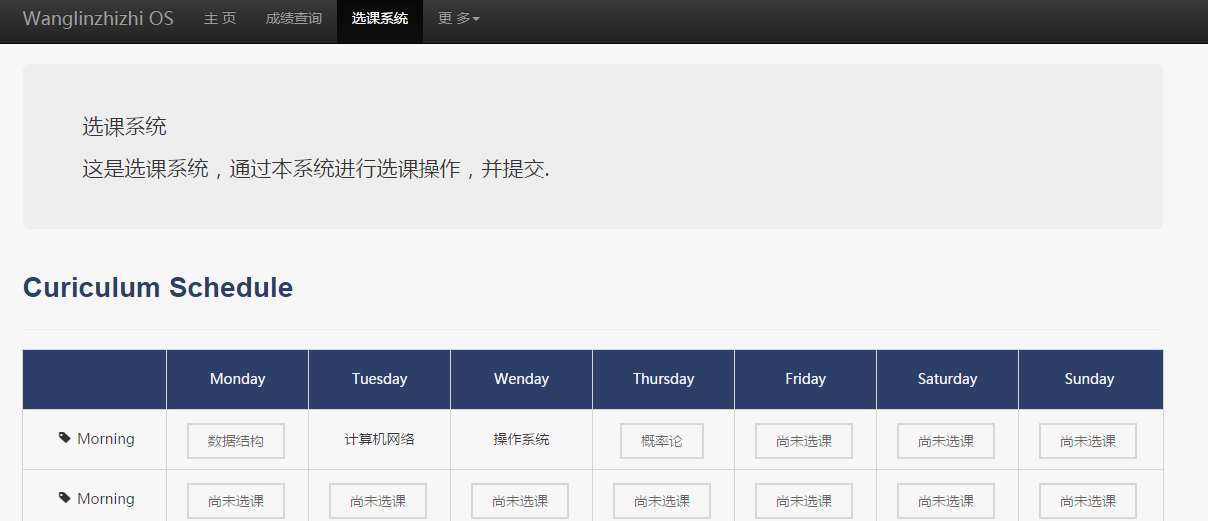 Wanglinzhizhi OS 主 页 成绩查询 选课系统 更 多
选课系统
这是选课系统，通过本系统进行选课操作，并提交.
Curiculum Schedule
Monday Tuesday Wenday Thursday Friday Saturday Sunday
Morning 数据结构 计算机网络 操作系统 概率论 尚未选课 尚未选课 尚未选课
Morning 尚未选课 尚未选课 尚未选课 尚未选课 尚未选课 尚未选课 尚未选课